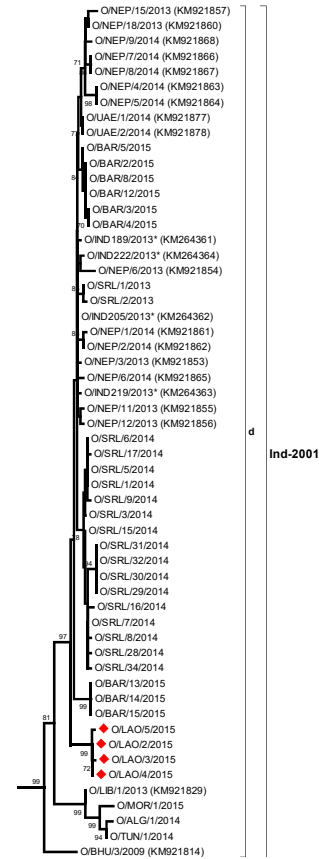 O/NEP/15/2013 (KM921857)
O/NEP/18/2013 (KM921860)
O/NEP/9/2014 (KM921868)
O/NEP/7/2014 (KM921866)
71
O/NEP/8/2014 (KM921867)
O/NEP/4/2014 (KM921863)
98
O/NEP/5/2014 (KM921864)
O/UAE/1/2014 (KM921877)
O/UAE/2/2014 (KM921878)
O/BAR/5/2015
O/BAR/2/2015
O/BAR/8/2015
O/BAR/12/2015
O/BAR/3/2015
70
O/BAR/4/2015
O/IND189/2013* (KM264361)
O/IND222/2013* (KM264364)
O/NEP/6/2013 (KM921854)
O/SRL/1/2013
O/SRL/2/2013
O/IND205/2013* (KM264362)
O/NEP/1/2014 (KM921861)
O/NEP/2/2014 (KM921862)
O/NEP/3/2013 (KM921853)
O/NEP/6/2014 (KM921865)
O/IND219/2013* (KM264363)
O/NEP/11/2013 (KM921855)
O/NEP/12/2013 (KM921856)
d
O/SRL/6/2014
O/SRL/17/2014
Ind-2001
O/SRL/5/2014
O/SRL/1/2014
O/SRL/9/2014
O/SRL/3/2014
O/SRL/15/2014
O/SRL/31/2014
O/SRL/32/2014
94
O/SRL/30/2014
O/SRL/29/2014
O/SRL/16/2014
O/SRL/7/2014
O/SRL/8/2014
97
O/SRL/28/2014
O/SRL/34/2014
O/BAR/13/2015
O/BAR/14/2015
99
O/BAR/15/2015
81
O/LAO/5/2015
O/LAO/2/2015
99
O/LAO/3/2015
72
O/LAO/4/2015
99
O/LIB/1/2013 (KM921829)
O/MOR/1/2015
99
O/ALG/1/2014
99
O/TUN/1/2014
94
O/BHU/3/2009 (KM921814)